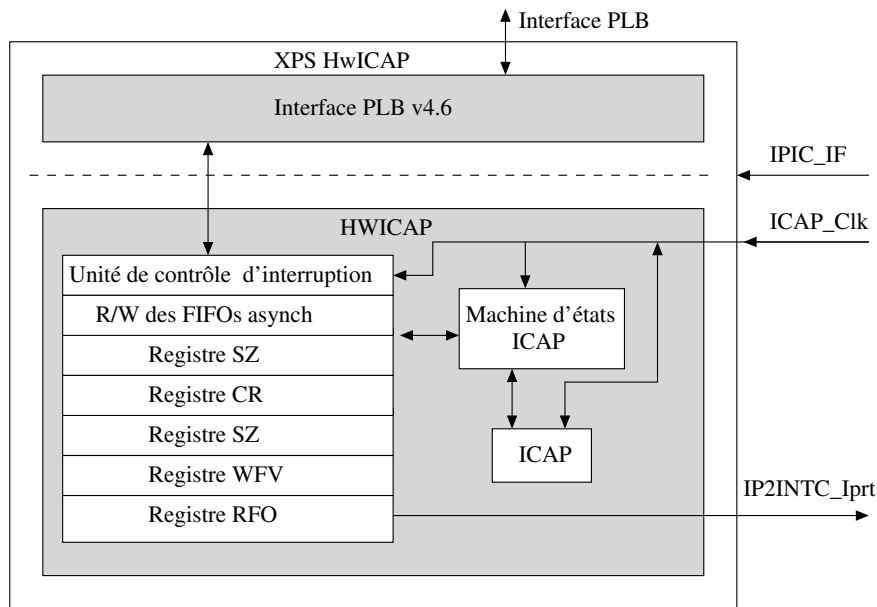 Interface PLB
XPS HwICAP
Interface PLB v4.6
IPIC_IF
ICAP_Clk
HWICAP
Unité de contrôle d'interruption
R/W des FIFOs asynch
Machine d'états
ICAP
Registre SZ
Registre CR
Registre SZ
ICAP
Registre WFV
IP2INTC_Iprt
Registre RFO